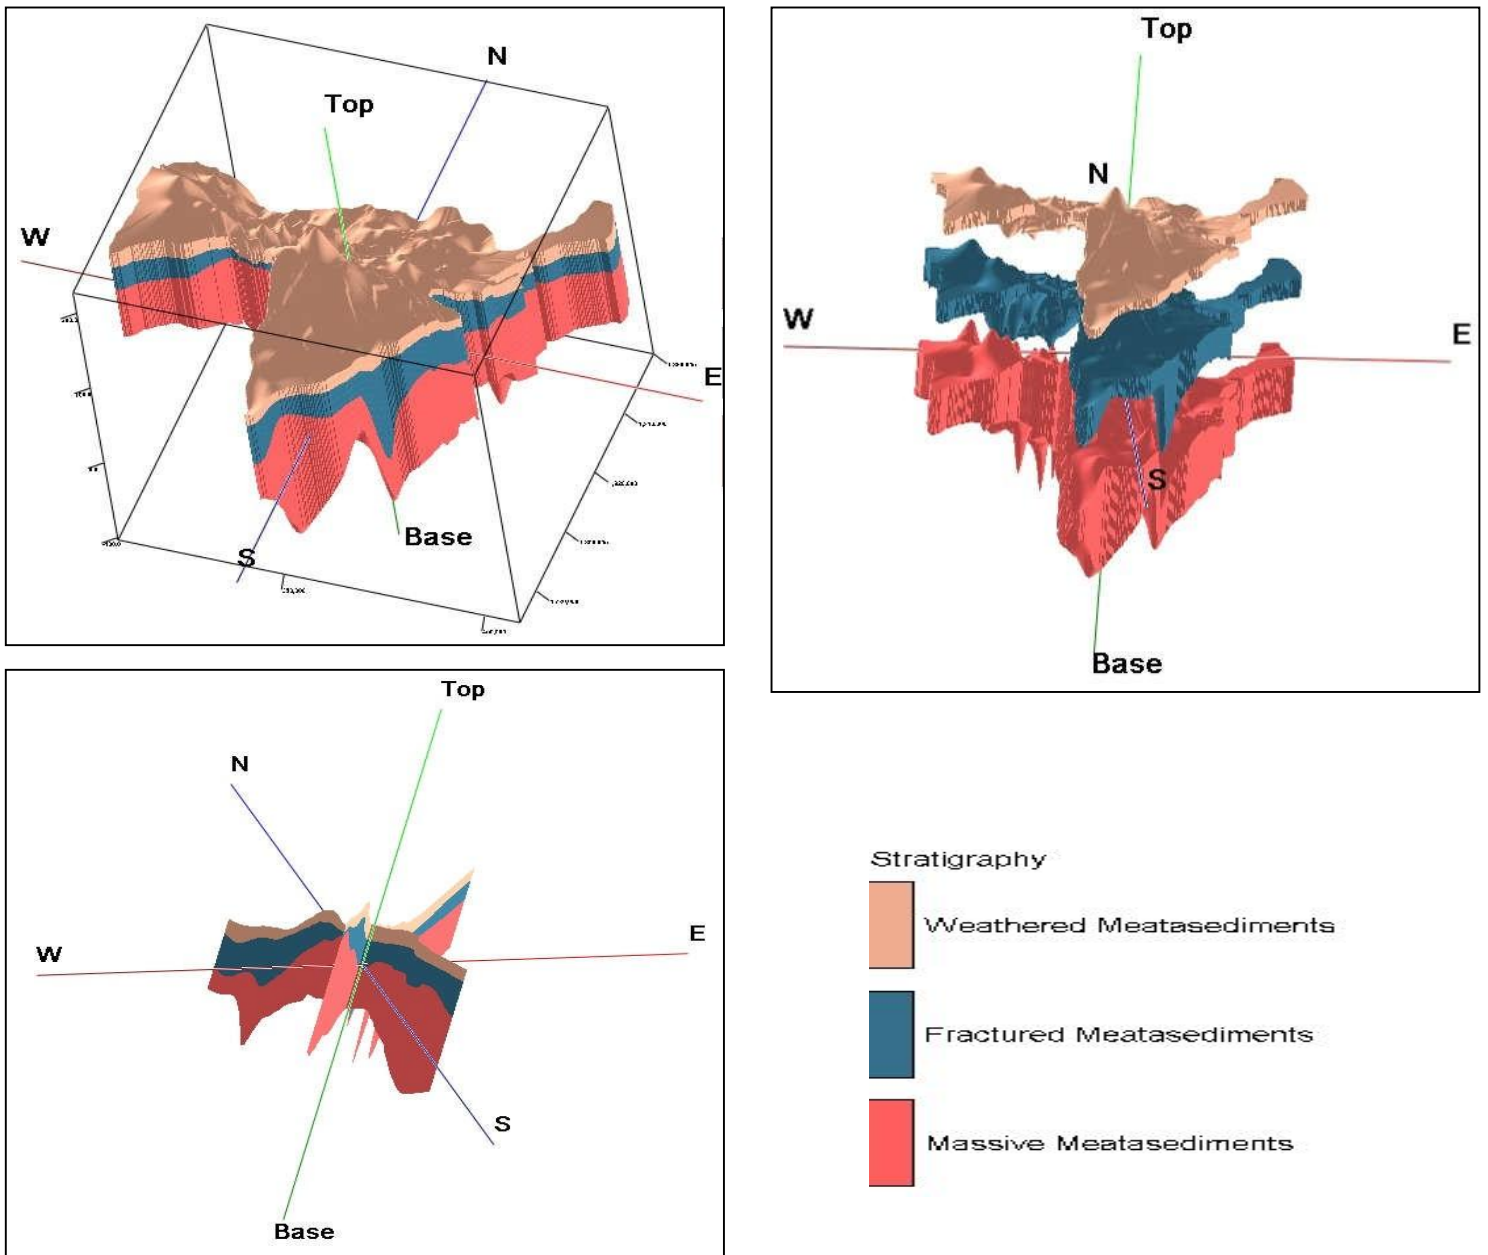 N
Top
W
E
Base
S
Top
N
W
E
S
Base
Top
N
W
E
S
Base
Stratigraphy
Weathered Meatasediments
Fractured Meatasediments
Massive Meatasediments